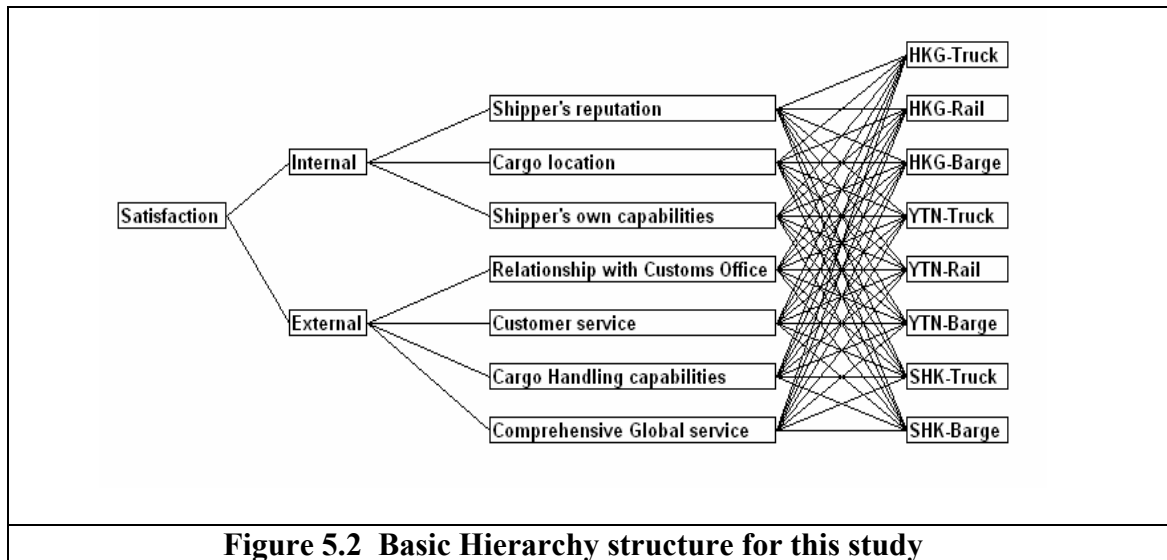 Satisfaction
Internal
External
Shipper's reputation
Cargo location
Shipper's own capabilities
Relationship with Customs Office
Customer service
Cargo Handling capabilities
Comprehensive Global service
HKG-Truck
HKG-Rail
HKG-Barge
YTN-Truck
YTN-Rail
YTN-Barge
SHK-Truck
SHK-Barge
Figure 5.2 Basic Hierarchy structure for this study